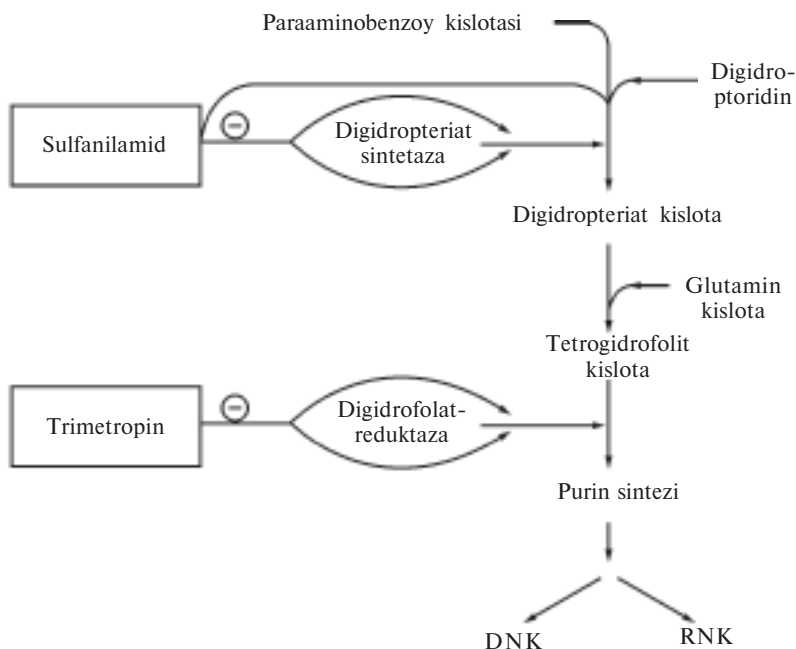 Paraaminobenzoy kislotasi
Digidro-
ptoridin
Sulfanilamid
Digidropteriat
sintetaza
Digidropteriat kislota
Glutamin
kislota
Tetrogidrofolit
kislota
Trimetropin
Digidrofolat-
reduktaza
Purin sintezi
DNK
RNK